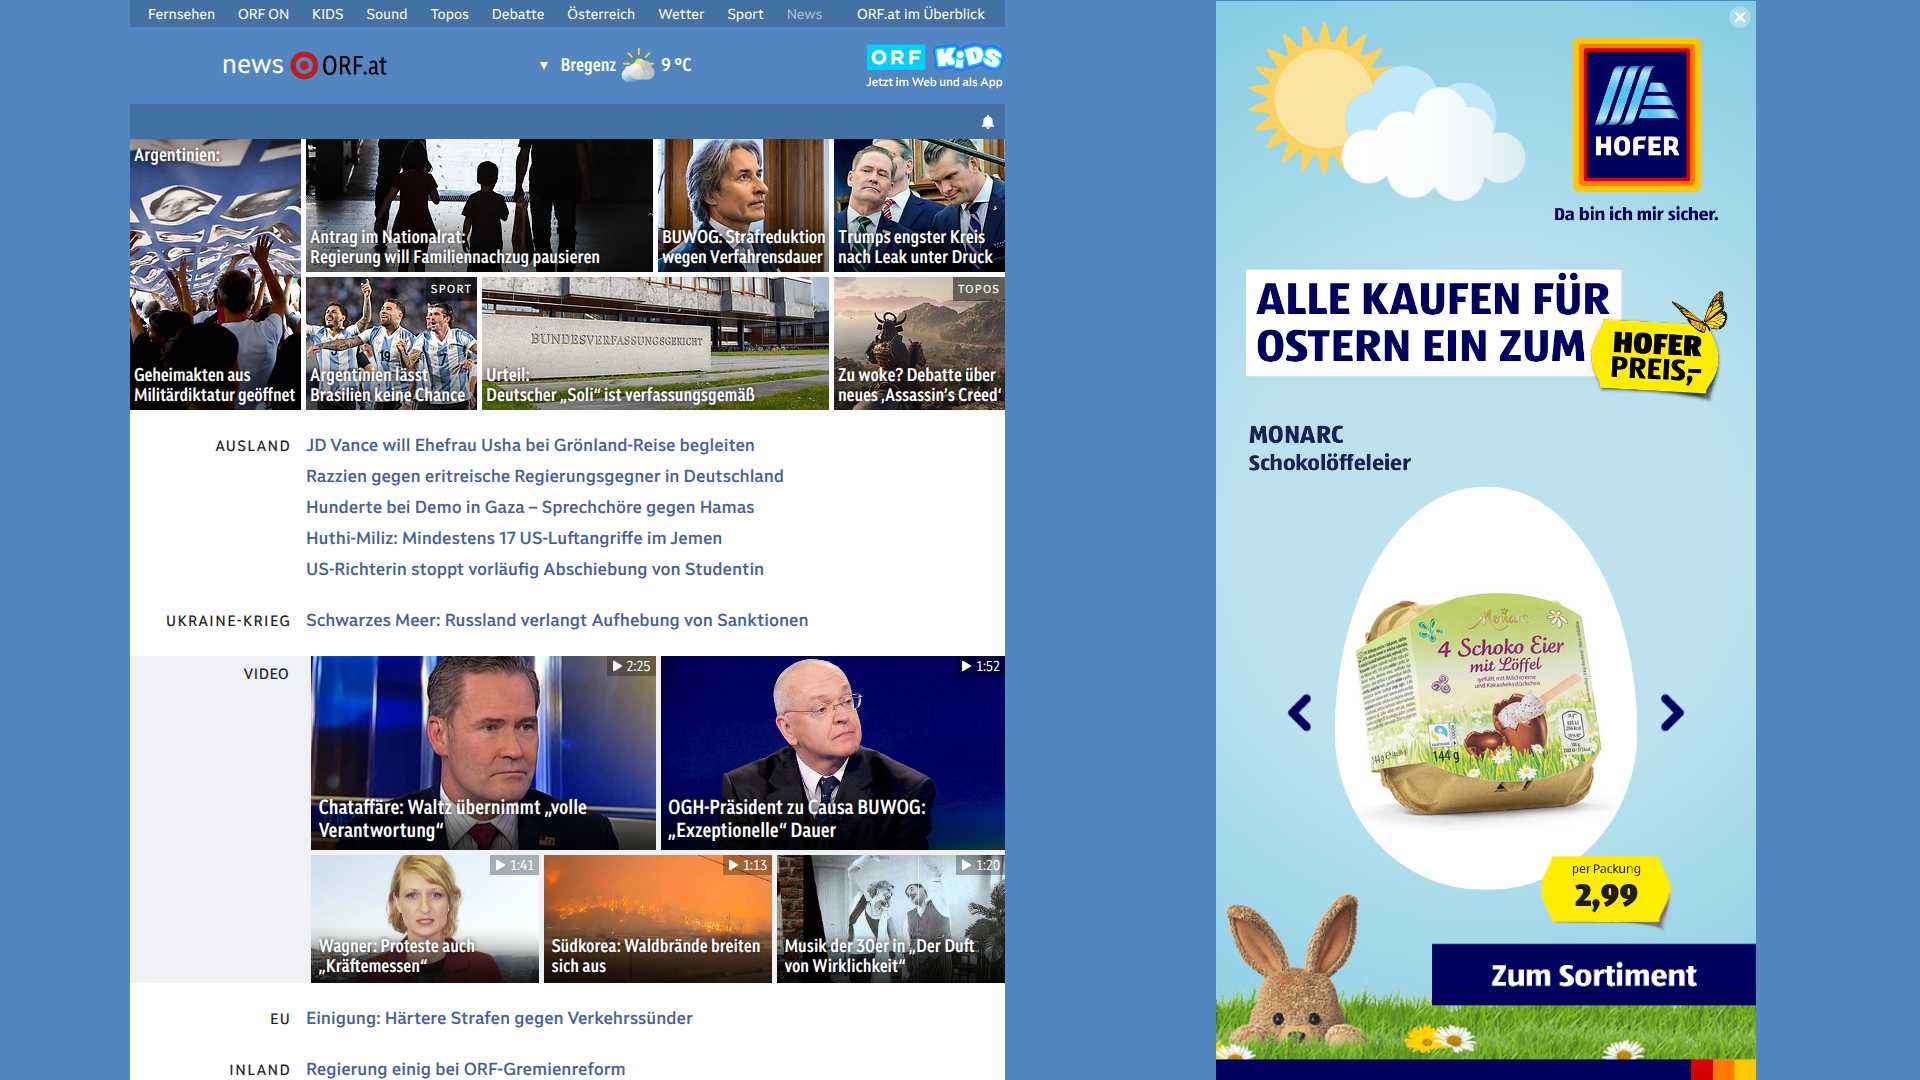 Fernsehen ORF ON KIDS Sound Topos Debatte Österreich Wetter Sport News ORF.at im Überblick
news ORF.at
Bregenz 9 °C
ORF KiDS
Jetzt im Web und als App
Argentinien:
Geheimakten aus
Militärdiktatur geöffnet
Antrag im Nationalrat:
Regierung will Familiennachzug pausieren
BUWOG: Strafreduktion
wegen Verfahrensdauer
Trumps engster Kreis
nach Leak unter Druck
SPORT
Argentinien lässt
Brasilien keine Chance
BUNDESVERFASSUNGSGERICHT
Urteil:
Deutscher „Soli“ ist verfassungsgemäß
TOPOS
Zu woke? Debatte über
neues ‚Assassin’s Creed‘
AUSLAND
JD Vance will Ehefrau Usha bei Grönland-Reise begleiten
Razzien gegen eritreische Regierungsgegner in Deutschland
Hunderte bei Demo in Gaza – Sprechchöre gegen Hamas
Huthi-Miliz: Mindestens 17 US-Luftangriffe im Jemen
US-Richterin stoppt vorläufig Abschiebung von Studentin
UKRAINE-KRIEG
Schwarzes Meer: Russland verlangt Aufhebung von Sanktionen
VIDEO
2:25
Chataffäre: Waltz übernimmt „volle
Verantwortung“
1:52
OGH-Präsident zu Causa BUWOG:
„Exzeptionelle“ Dauer
1:41
Wagner: Proteste auch
„Kräftemessen“
1:13
Südkorea: Waldbrände breiten
sich aus
1:20
Musik der 30er in „Der Duft
von Wirklichkeit“
EU
Einigung: Härtere Strafen gegen Verkehrssünder
INLAND
Regierung einig bei ORF-Gremienreform
HOFER
Da bin ich mir sicher.
ALLE KAUFEN FÜR
OSTERN EIN ZUM
HOFER
PREIS,–
MONARC
Schokolöffeleier
Monarc
4 Schoko Eier
mit Löffel
gefüllt mit Milchcreme
und Kakaokeksstückchen
144 g
per Packung
2,99
Zum Sortiment